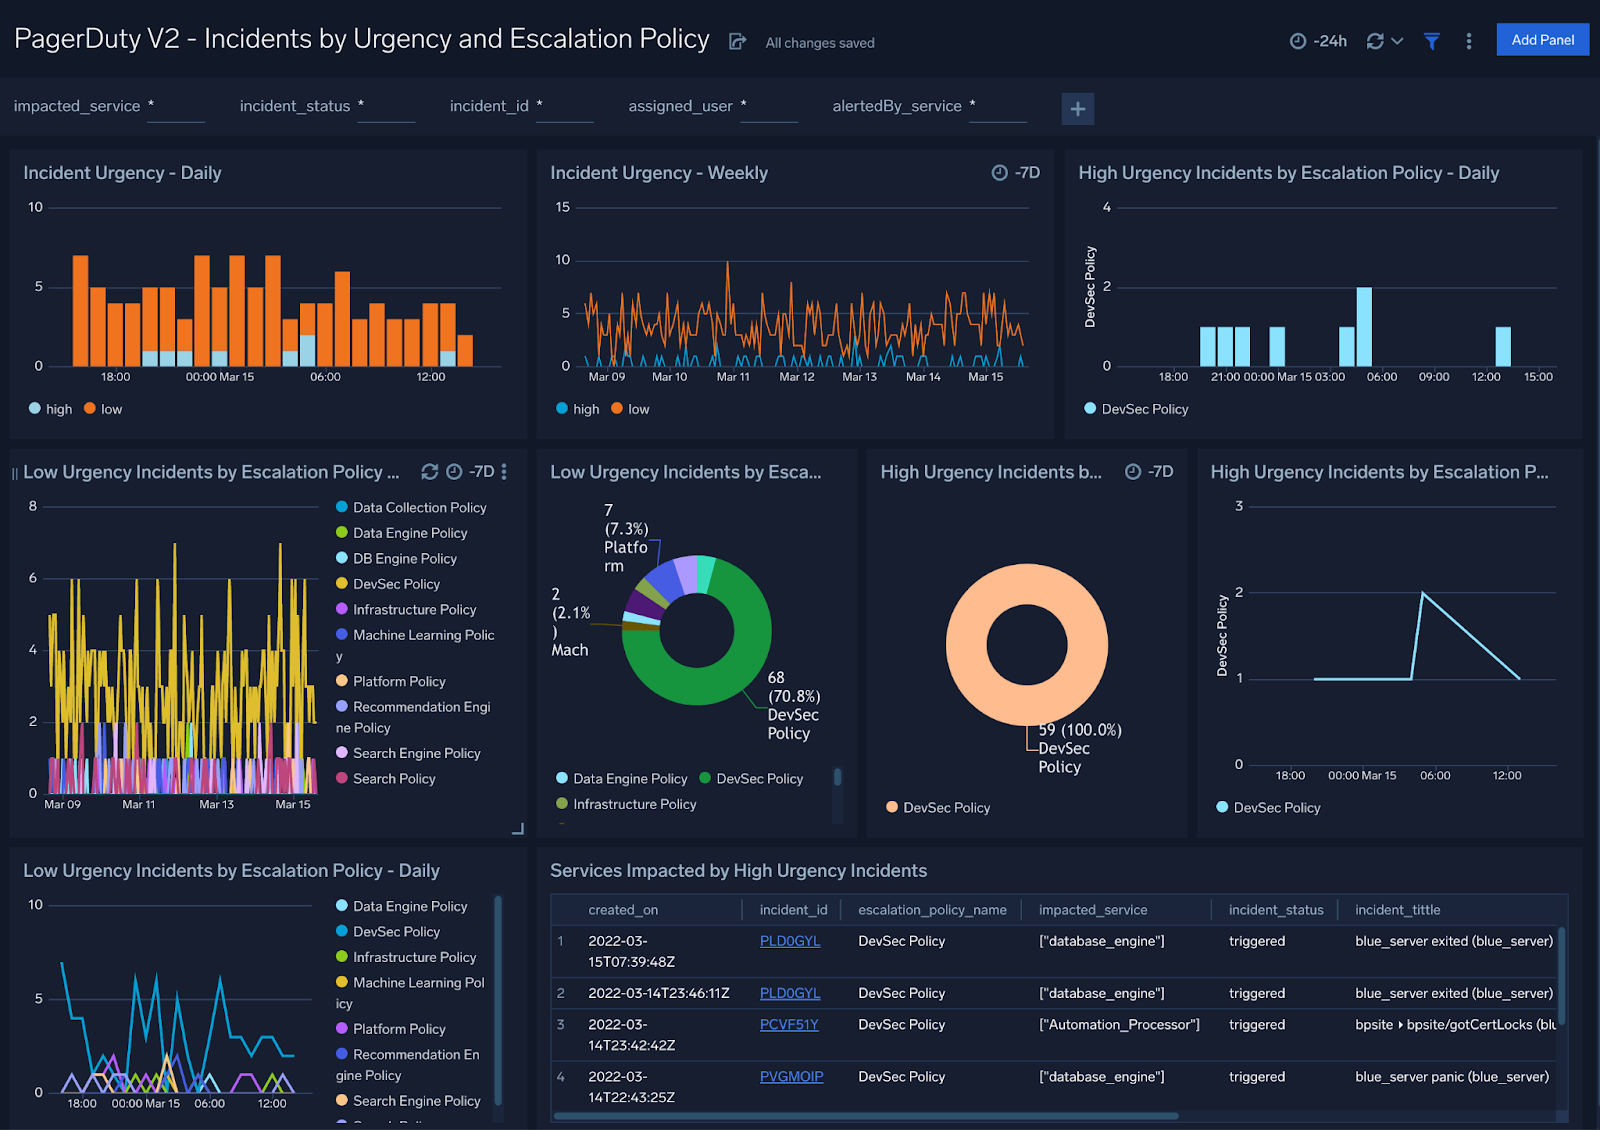 PagerDuty V2 - Incidents by Urgency and Escalation Policy All changes saved -24h Add Panel
impacted_service * incident_status * incident_id * assigned_user * alertedBy_service * +
Incident Urgency - Daily
10
5
0
18:00 00:00 Mar 15 06:00 12:00
high low
Incident Urgency - Weekly -7D
15
10
5
0
Mar 09 Mar 10 Mar 11 Mar 12 Mar 13 Mar 14 Mar 15
high low
High Urgency Incidents by Escalation Policy - Daily
DevSec Policy
4
2
0
18:00 21:00 00:00 Mar 15 03:00 06:00 09:00 12:00 15:00
DevSec Policy
Low Urgency Incidents by Escalation Policy ... -7D
8
6
4
2
0
Mar 09 Mar 11 Mar 13 Mar 15
Data Collection Policy
Data Engine Policy
DB Engine Policy
DevSec Policy
Infrastructure Policy
Machine Learning Polic
y
Platform Policy
Recommendation Engi
ne Policy
Search Engine Policy
Search Policy
Low Urgency Incidents by Esca...
7
(7.3%)
Platfo
rm
2
(2.1%
)
Mach
68
(70.8%)
DevSec
Policy
Data Engine Policy DevSec Policy
Infrastructure Policy
High Urgency Incidents b... -7D
59 (100.0%)
DevSec
Policy
DevSec Policy
High Urgency Incidents by Escalation P...
DevSec Policy
3
2
1
0
18:00 00:00 Mar 15 06:00 12:00
DevSec Policy
Low Urgency Incidents by Escalation Policy - Daily
10
5
0
18:00 00:00 Mar 15 06:00 12:00
Data Engine Policy
DevSec Policy
Infrastructure Policy
Machine Learning Pol
icy
Platform Policy
Recommendation En
gine Policy
Search Engine Policy
Services Impacted by High Urgency Incidents
created_on incident_id escalation_policy_name impacted_service incident_status incident_tittle
1 2022-03- PLD0GYL DevSec Policy ["database_engine"] triggered blue_server exited (blue_server)
15T07:39:48Z
2 2022-03-14T23:46:11Z PLD0GYL DevSec Policy ["database_engine"] triggered blue_server exited (blue_server)
3 2022-03- PCVF51Y DevSec Policy ["Automation_Processor"] triggered bpsite ▸ bpsite/gotCertLocks (blu
14T23:42:42Z
4 2022-03- PVGMOIP DevSec Policy ["database_engine"] triggered blue_server panic (blue_server)
14T22:43:25Z